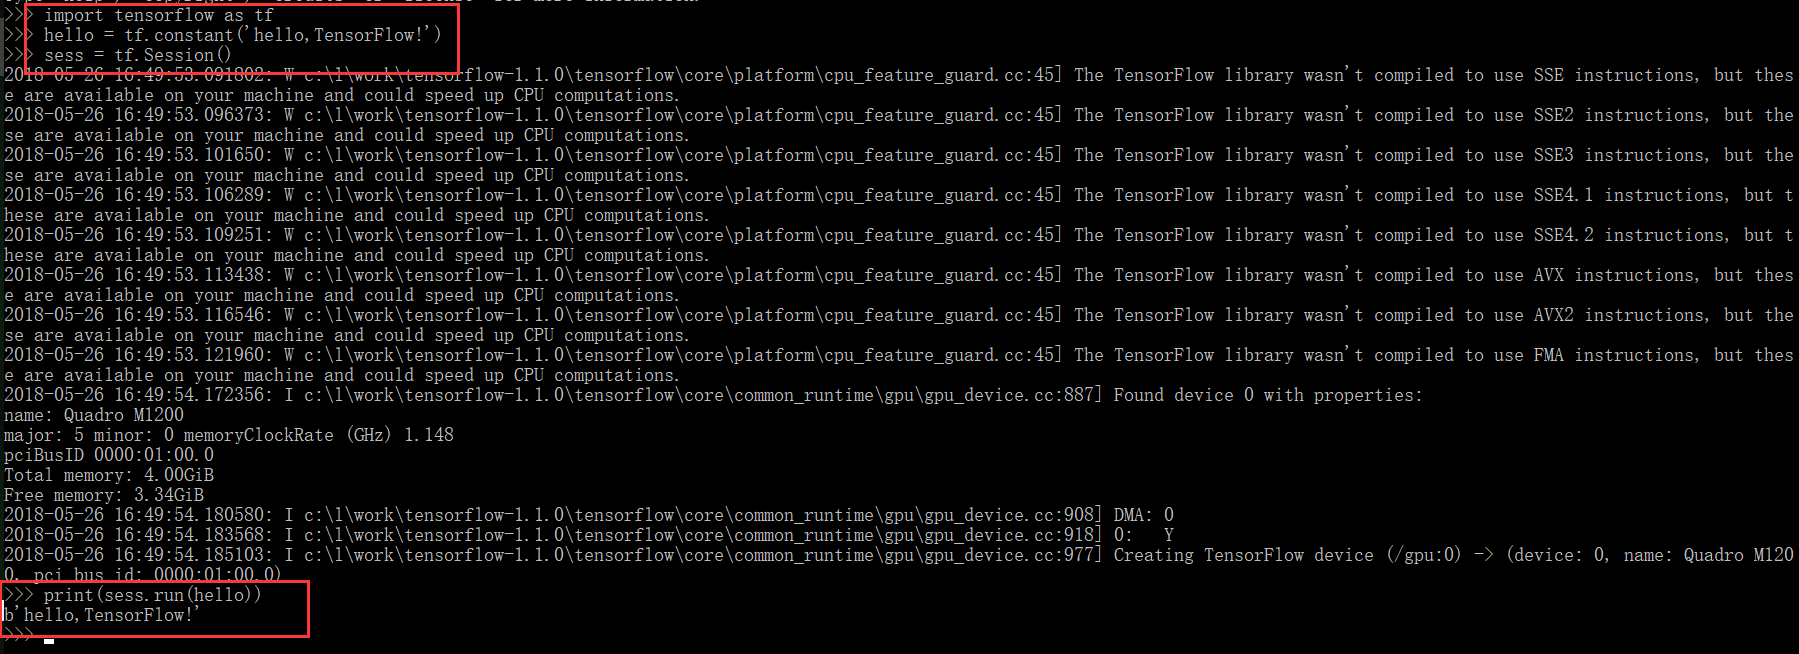 >>> import tensorflow as tf
>>> hello = tf.constant('hello,TensorFlow!')
>>> sess = tf.Session()
2018-05-26 16:49:53.091802: W c:\l\work\tensorflow-1.1.0\tensorflow\core\platform\cpu_feature_guard.cc:45] The TensorFlow library wasn't compiled to use SSE instructions, but thes
e are available on your machine and could speed up CPU computations.
2018-05-26 16:49:53.096373: W c:\l\work\tensorflow-1.1.0\tensorflow\core\platform\cpu_feature_guard.cc:45] The TensorFlow library wasn't compiled to use SSE2 instructions, but the
se are available on your machine and could speed up CPU computations.
2018-05-26 16:49:53.101650: W c:\l\work\tensorflow-1.1.0\tensorflow\core\platform\cpu_feature_guard.cc:45] The TensorFlow library wasn't compiled to use SSE3 instructions, but the
se are available on your machine and could speed up CPU computations.
2018-05-26 16:49:53.106289: W c:\l\work\tensorflow-1.1.0\tensorflow\core\platform\cpu_feature_guard.cc:45] The TensorFlow library wasn't compiled to use SSE4.1 instructions, but t
hese are available on your machine and could speed up CPU computations.
2018-05-26 16:49:53.109251: W c:\l\work\tensorflow-1.1.0\tensorflow\core\platform\cpu_feature_guard.cc:45] The TensorFlow library wasn't compiled to use SSE4.2 instructions, but t
hese are available on your machine and could speed up CPU computations.
2018-05-26 16:49:53.113438: W c:\l\work\tensorflow-1.1.0\tensorflow\core\platform\cpu_feature_guard.cc:45] The TensorFlow library wasn't compiled to use AVX instructions, but thes
e are available on your machine and could speed up CPU computations.
2018-05-26 16:49:53.116546: W c:\l\work\tensorflow-1.1.0\tensorflow\core\platform\cpu_feature_guard.cc:45] The TensorFlow library wasn't compiled to use AVX2 instructions, but the
se are available on your machine and could speed up CPU computations.
2018-05-26 16:49:53.121960: W c:\l\work\tensorflow-1.1.0\tensorflow\core\platform\cpu_feature_guard.cc:45] The TensorFlow library wasn't compiled to use FMA instructions, but thes
e are available on your machine and could speed up CPU computations.
2018-05-26 16:49:54.172356: I c:\l\work\tensorflow-1.1.0\tensorflow\core\common_runtime\gpu\gpu_device.cc:887] Found device 0 with properties:
name: Quadro M1200
major: 5 minor: 0 memoryClockRate (GHz) 1.148
pciBusID 0000:01:00.0
Total memory: 4.00GiB
Free memory: 3.34GiB
2018-05-26 16:49:54.180580: I c:\l\work\tensorflow-1.1.0\tensorflow\core\common_runtime\gpu\gpu_device.cc:908] DMA: 0
2018-05-26 16:49:54.183568: I c:\l\work\tensorflow-1.1.0\tensorflow\core\common_runtime\gpu\gpu_device.cc:918] 0:   Y
2018-05-26 16:49:54.185103: I c:\l\work\tensorflow-1.1.0\tensorflow\core\common_runtime\gpu\gpu_device.cc:977] Creating TensorFlow device (/gpu:0) -> (device: 0, name: Quadro M120
0, pci bus id: 0000:01:00.0)
>>> print(sess.run(hello))
b'hello,TensorFlow!'
>>>